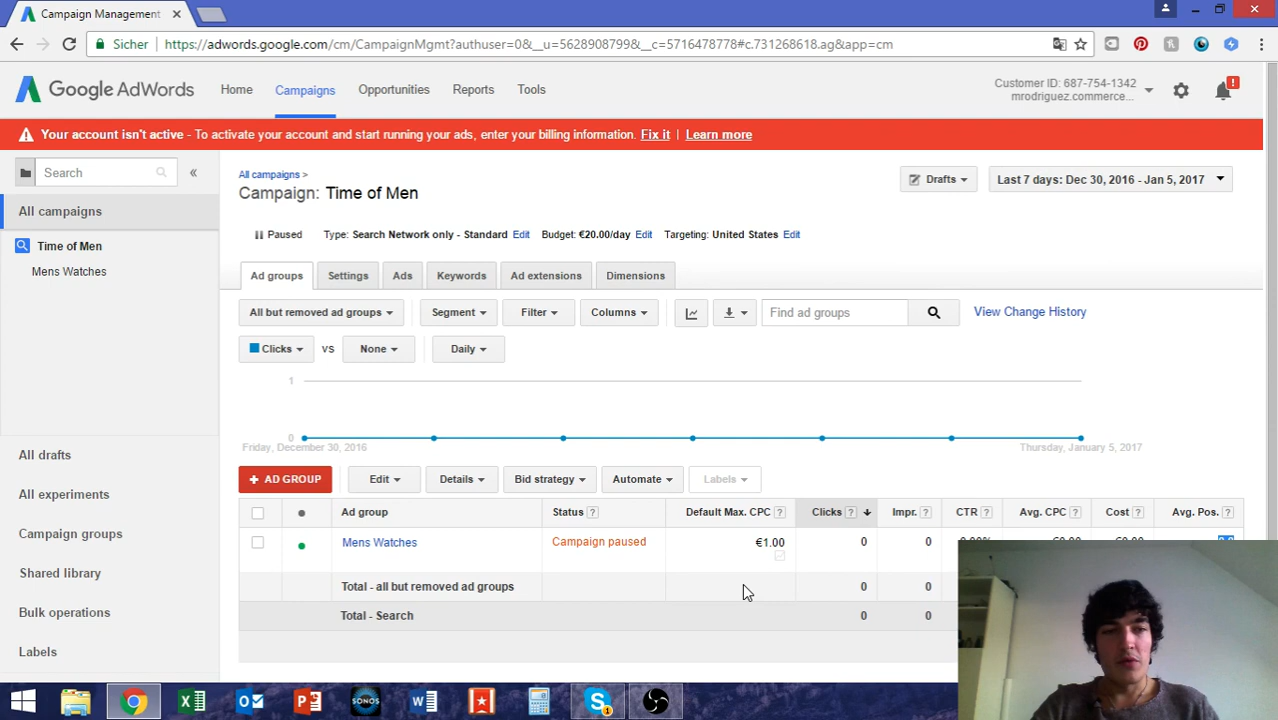 Campaign Management
Sicher
https://adwords.google.com/cm/CampaignMgmt?authuser=0&__u=5628908799&__c=5716478778#c.731268618.ag&app=cm
Google AdWords
Home
Campaigns
Opportunities
Reports
Tools
Customer ID: 687-754-1342
mrodriguez.commerce...
Your account isn't active - To activate your account and start running your ads, enter your billing information. Fix it | Learn more
Search
«
All campaigns
Time of Men
Mens Watches
All drafts
All experiments
Campaign groups
Shared library
Bulk operations
Labels
All campaigns >
Campaign: Time of Men
Drafts
Last 7 days: Dec 30, 2016 - Jan 5, 2017
Paused Type: Search Network only - Standard Edit Budget: €20.00/day Edit Targeting: United States Edit
Ad groups
Settings
Ads
Keywords
Ad extensions
Dimensions
All but removed ad groups
Segment
Filter
Columns
Find ad groups
View Change History
Clicks
VS
None
Daily
1
0
Friday, December 30, 2016
Thursday, January 5, 2017
+ AD GROUP
Edit
Details
Bid strategy
Automate
Labels
Ad group Status ? Default Max. CPC ? Clicks ? Impr. ? CTR ? Avg. CPC ? Cost ? Avg. Pos. ?
Mens Watches Campaign paused €1.00 0 0
Total - all but removed ad groups 0 0
Total - Search 0 0
SONOS
1